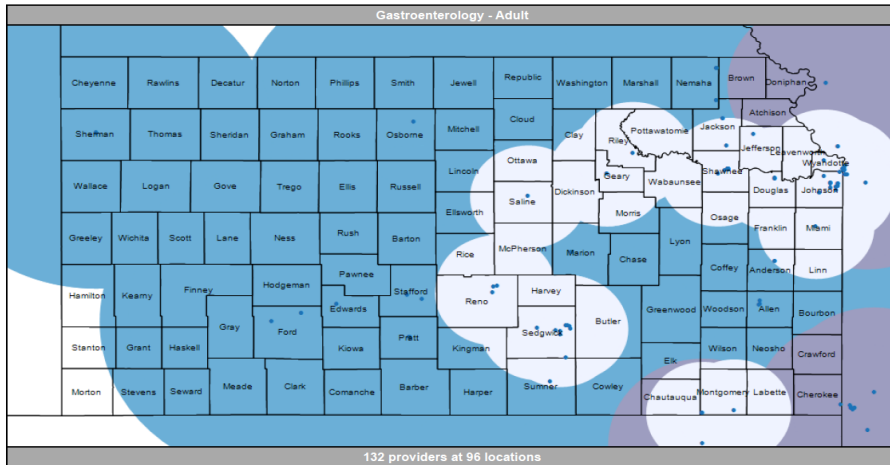 Gastroenterology - Adult
Cheyenne Rawlins Decatur Norton Phillips Smith Jewell Republic Washington Marshall Nemaha Brown Doniphan
Atchison
Sherman Thomas Sheridan Graham Rooks Osborne Mitchell Cloud Clay Riley Pottawatomie Jackson Jefferson Leavenworth
Wyandotte
Wallace Logan Gove Trego Ellis Russell Lincoln Ottawa Dickinson Geary Wabaunsee Shawnee Douglas Johnson
Saline
Ellsworth Morris Osage
Greeley Wichita Scott Lane Ness Rush Barton McPherson Marion Chase Lyon Franklin Miami
Rice
Hamilton Kearny Finney Hodgeman Pawnee Stafford Reno Harvey Coffey Anderson Linn
Edwards
Gray Ford Sedgwick Butler Greenwood Woodson Allen Bourbon
Stanton Grant Haskell Kiowa Pratt Kingman Elk Wilson Neosho Crawford
Morton Stevens Seward Meade Clark Comanche Barber Harper Sumner Cowley Chautauqua Montgomery Labette Cherokee
132 providers at 96 locations